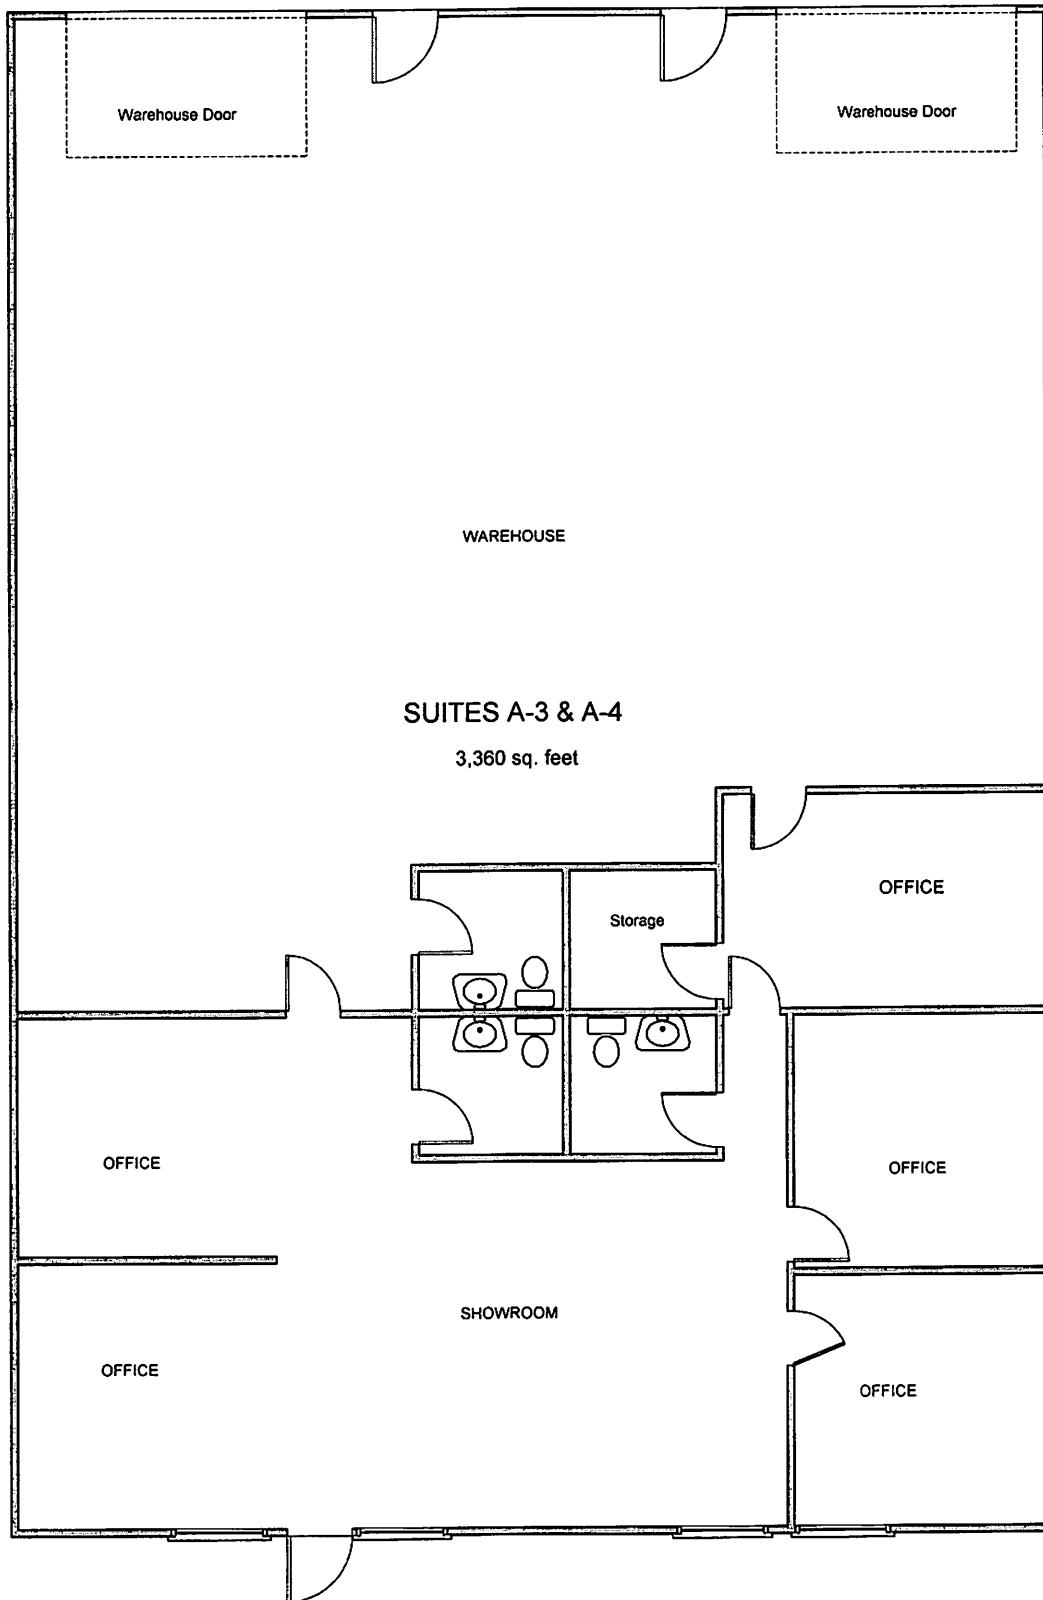 Warehouse Door
Warehouse Door
WAREHOUSE
SUITES A-3 & A-4
3,360 sq. feet
OFFICE
Storage
OFFICE
OFFICE
SHOWROOM
OFFICE
OFFICE